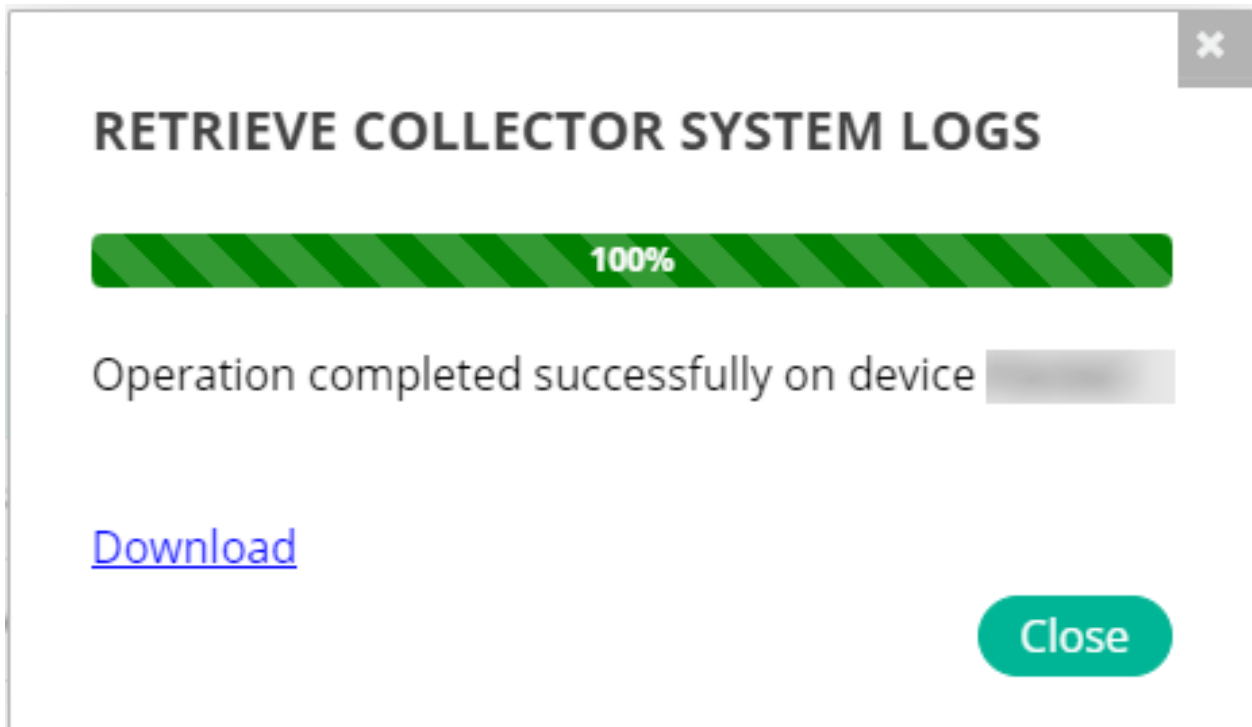 RETRIEVE COLLECTOR SYSTEM LOGS
100%
Operation completed successfully on device
Download
Close